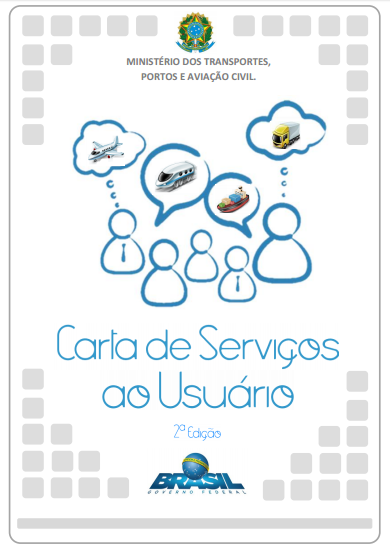 MINISTÉRIO DOS TRANSPORTES,
PORTOS E AVIAÇÃO CIVIL.
Carta de Serviços
ao Usuário
2ª Edição
BRASIL
GOVERNO FEDERAL